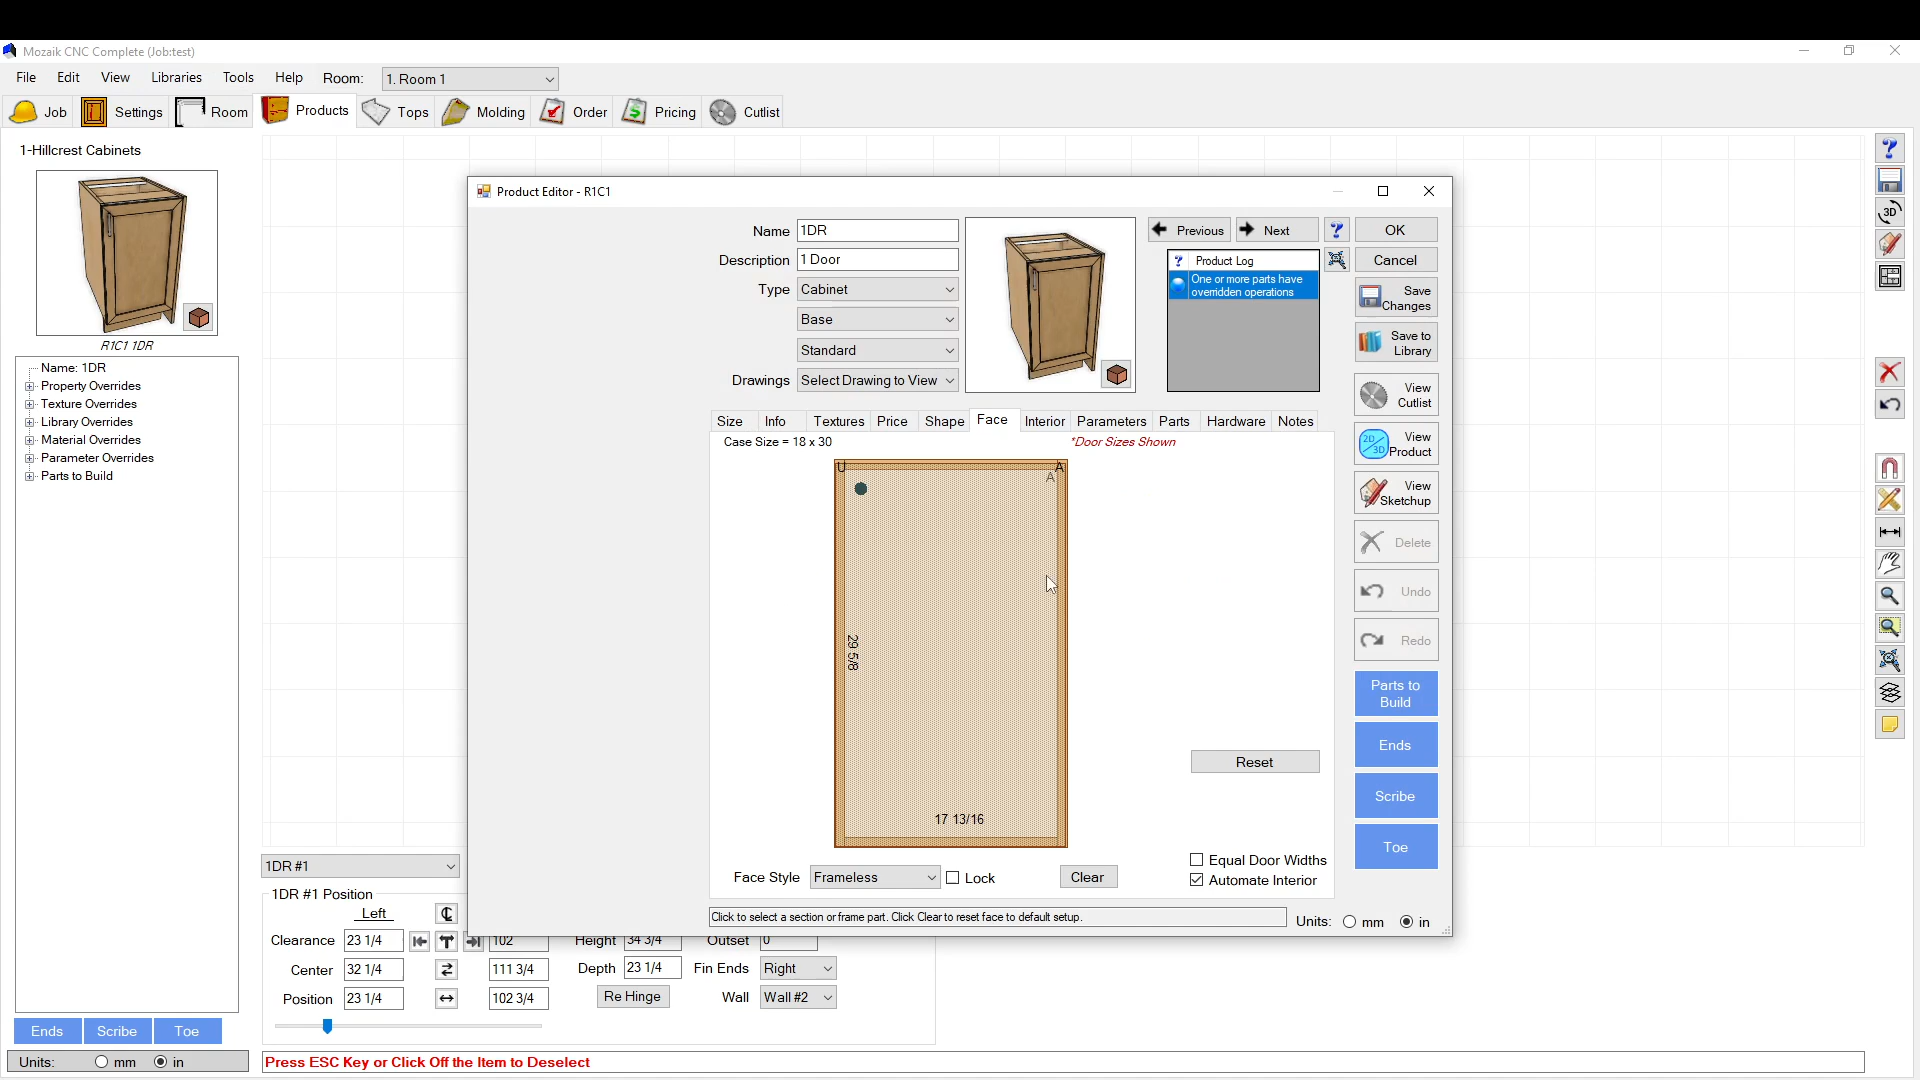 Mozaik CNC Complete (Job:test)
File Edit View Libraries Tools Help Room: 1. Room 1
Job Settings Room Products Tops Molding Order Pricing Cutlist
1-Hillcrest Cabinets
R1C1 1DR
Name: 1DR
Property Overrides
Texture Overrides
Library Overrides
Material Overrides
Parameter Overrides
Parts to Build
Ends Scribe Toe
Units: mm in
Product Editor - R1C1
Name 1DR
Description 1 Door
Type Cabinet
Base
Standard
Drawings Select Drawing to View
Previous Next ? OK
? Product Log
One or more parts have
overridden operations
Cancel
Save
Changes
Save to
Library
View
Cutlist
2D/3D View
Product
View
Sketchup
Delete
Undo
Redo
Parts to
Build
Ends
Scribe
Toe
Size Info Textures Price Shape Face Interior Parameters Parts Hardware Notes
Case Size = 18 x 30 *Door Sizes Shown
U A
A
29 5/8
17 13/16
Reset
Equal Door Widths
Automate Interior
Face Style Frameless Lock Clear
Click to select a section or frame part. Click Clear to reset face to default setup.
Units: mm in
1DR #1
1DR #1 Position
Left
Clearance 23 1/4 102 Height 34 3/4 Outset 0
Center 32 1/4 111 3/4 Depth 23 1/4 Fin Ends Right
Position 23 1/4 102 3/4 Re Hinge Wall Wall #2
Press ESC Key or Click Off the Item to Deselect
?
3D